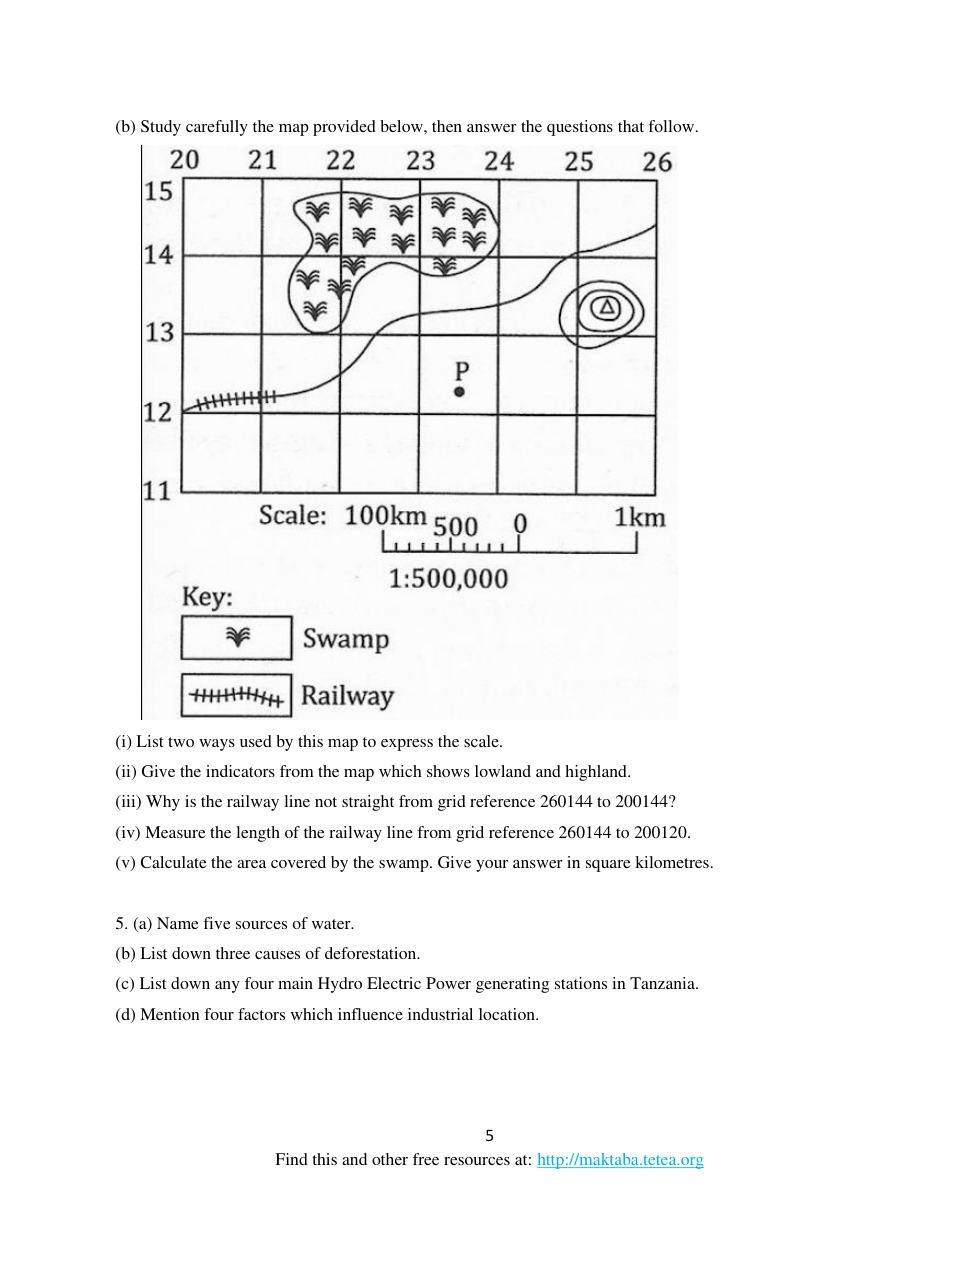 (b) Study carefully the map provided below, then answer the questions that follow.
20 21 22 23 24 25 26
15
14
13
P
12
11
Scale: 100km 500 0 1km
1:500,000
Key:
Swamp
Railway
(i) List two ways used by this map to express the scale.
(ii) Give the indicators from the map which shows lowland and highland.
(iii) Why is the railway line not straight from grid reference 260144 to 200144?
(iv) Measure the length of the railway line from grid reference 260144 to 200120.
(v) Calculate the area covered by the swamp. Give your answer in square kilometres.
5. (a) Name five sources of water.
(b) List down three causes of deforestation.
(c) List down any four main Hydro Electric Power generating stations in Tanzania.
(d) Mention four factors which influence industrial location.
5
Find this and other free resources at: http://maktaba.tetea.org